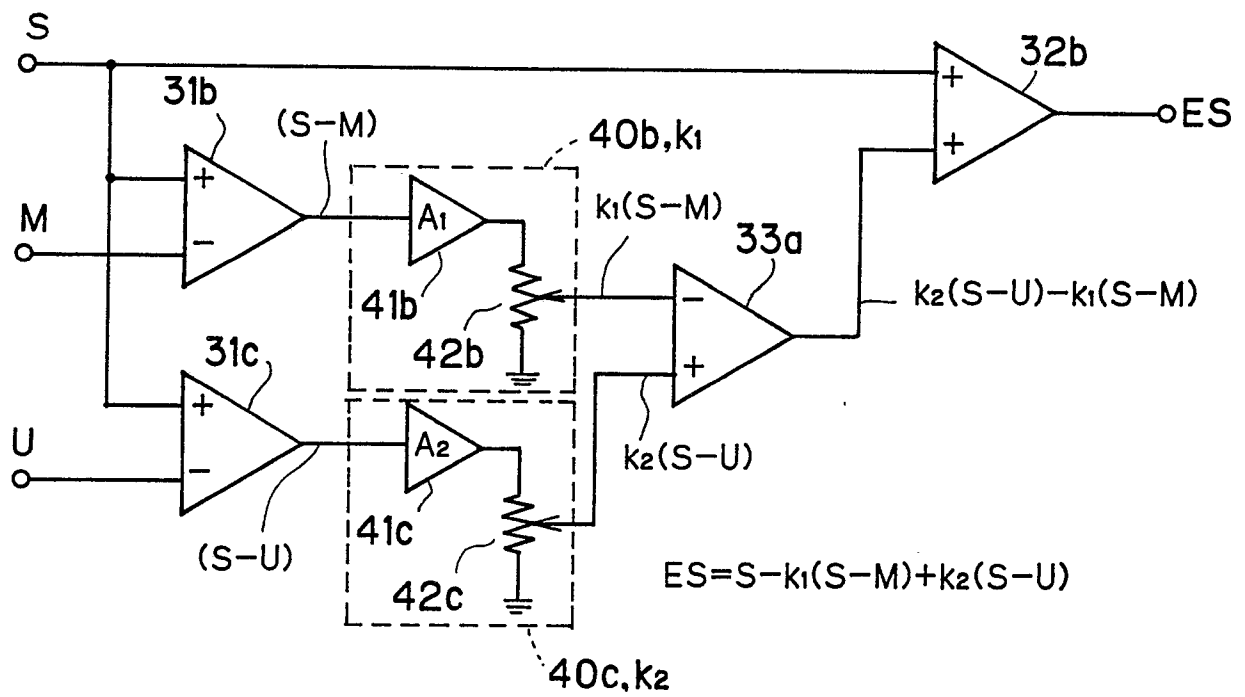 S
32b
ES
+
+
31b
(S-M)
40b, k1
+
-
M
A1
k1(S-M)
33a
41b
-
+
42b
k2(S-U)-k1(S-M)
31c
+
-
U
A2
k2(S-U)
41c
(S-U)
42c
ES=S-k1(S-M)+k2(S-U)
40c, k2